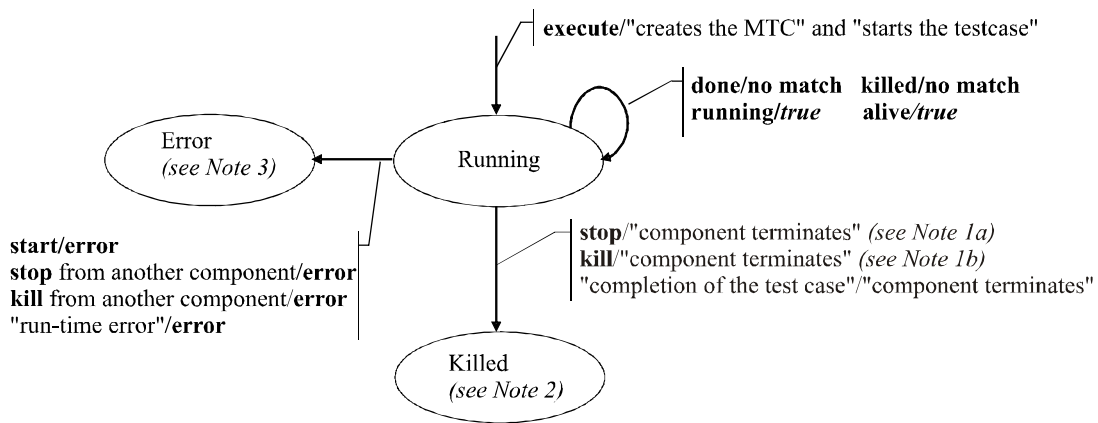 execute/"creates the MTC" and "starts the testcase"
done/no match killed/no match
running/true alive/true
Error
(see Note 3)
Running
start/error
stop from another component/error
kill from another component/error
"run-time error"/error
stop/"component terminates" (see Note 1a)
kill/"component terminates" (see Note 1b)
"completion of the test case"/"component terminates"
Killed
(see Note 2)